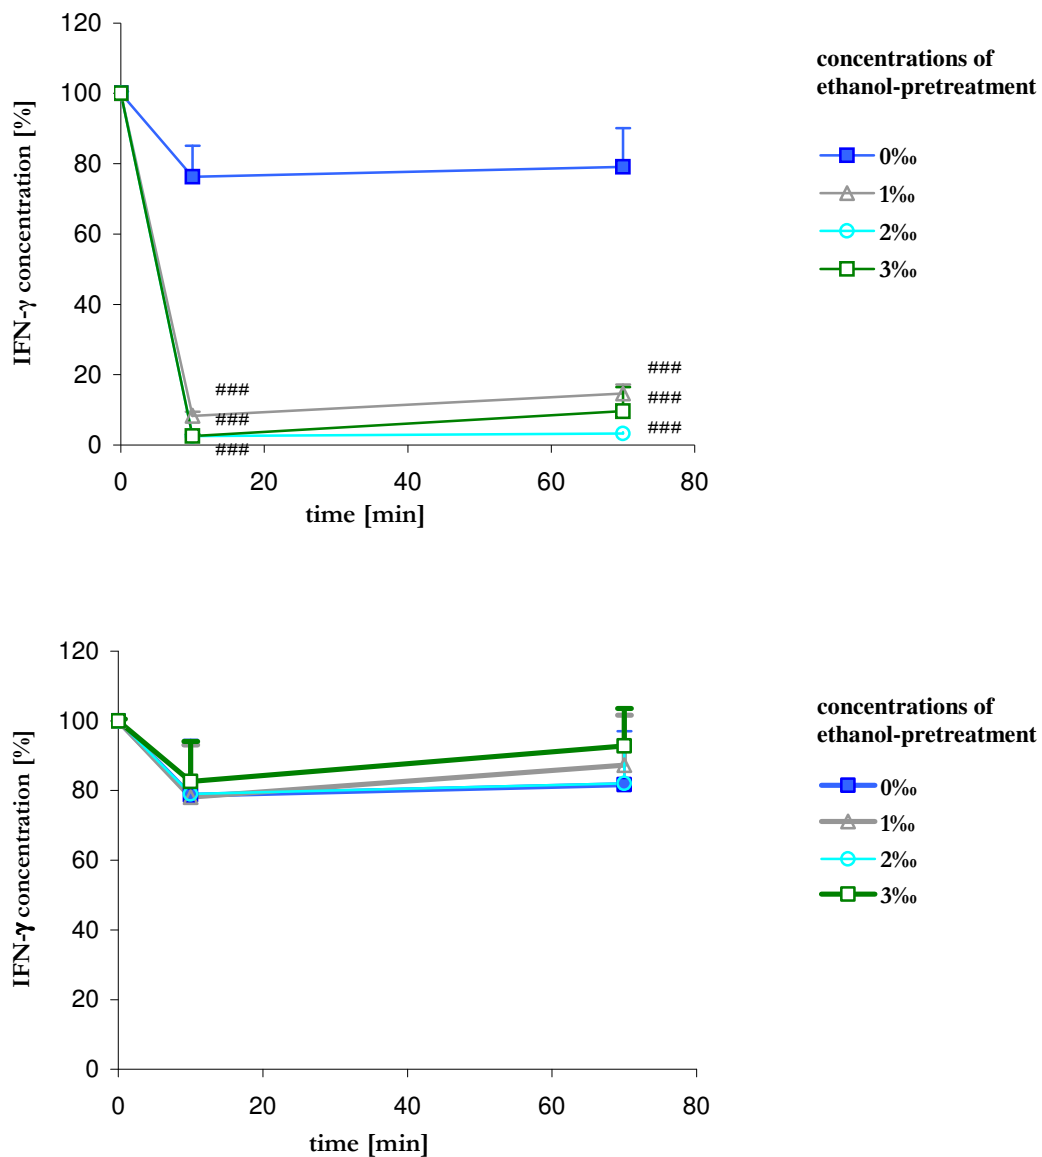 120
100
80
60
40
20
0
IFN-γ concentration [%]
###
###
###
###
###
###
0 20 40 60 80
time [min]
concentrations of
ethanol-pretreatment
0‰
1‰
2‰
3‰
120
100
80
60
40
20
0
IFN-γ concentration [%]
0 20 40 60 80
time [min]
concentrations of
ethanol-pretreatment
0‰
1‰
2‰
3‰